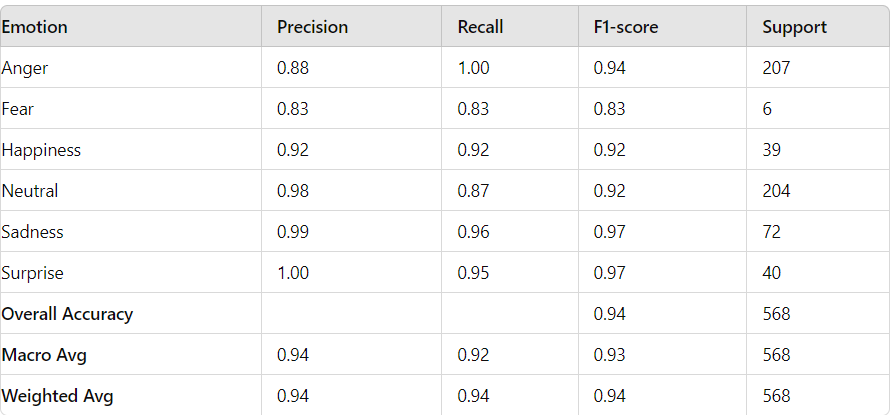 Emotion Precision Recall F1-score Support
Anger 0.88 1.00 0.94 207
Fear 0.83 0.83 0.83 6
Happiness 0.92 0.92 0.92 39
Neutral 0.98 0.87 0.92 204
Sadness 0.99 0.96 0.97 72
Surprise 1.00 0.95 0.97 40
Overall Accuracy 0.94 568
Macro Avg 0.94 0.92 0.93 568
Weighted Avg 0.94 0.94 0.94 568